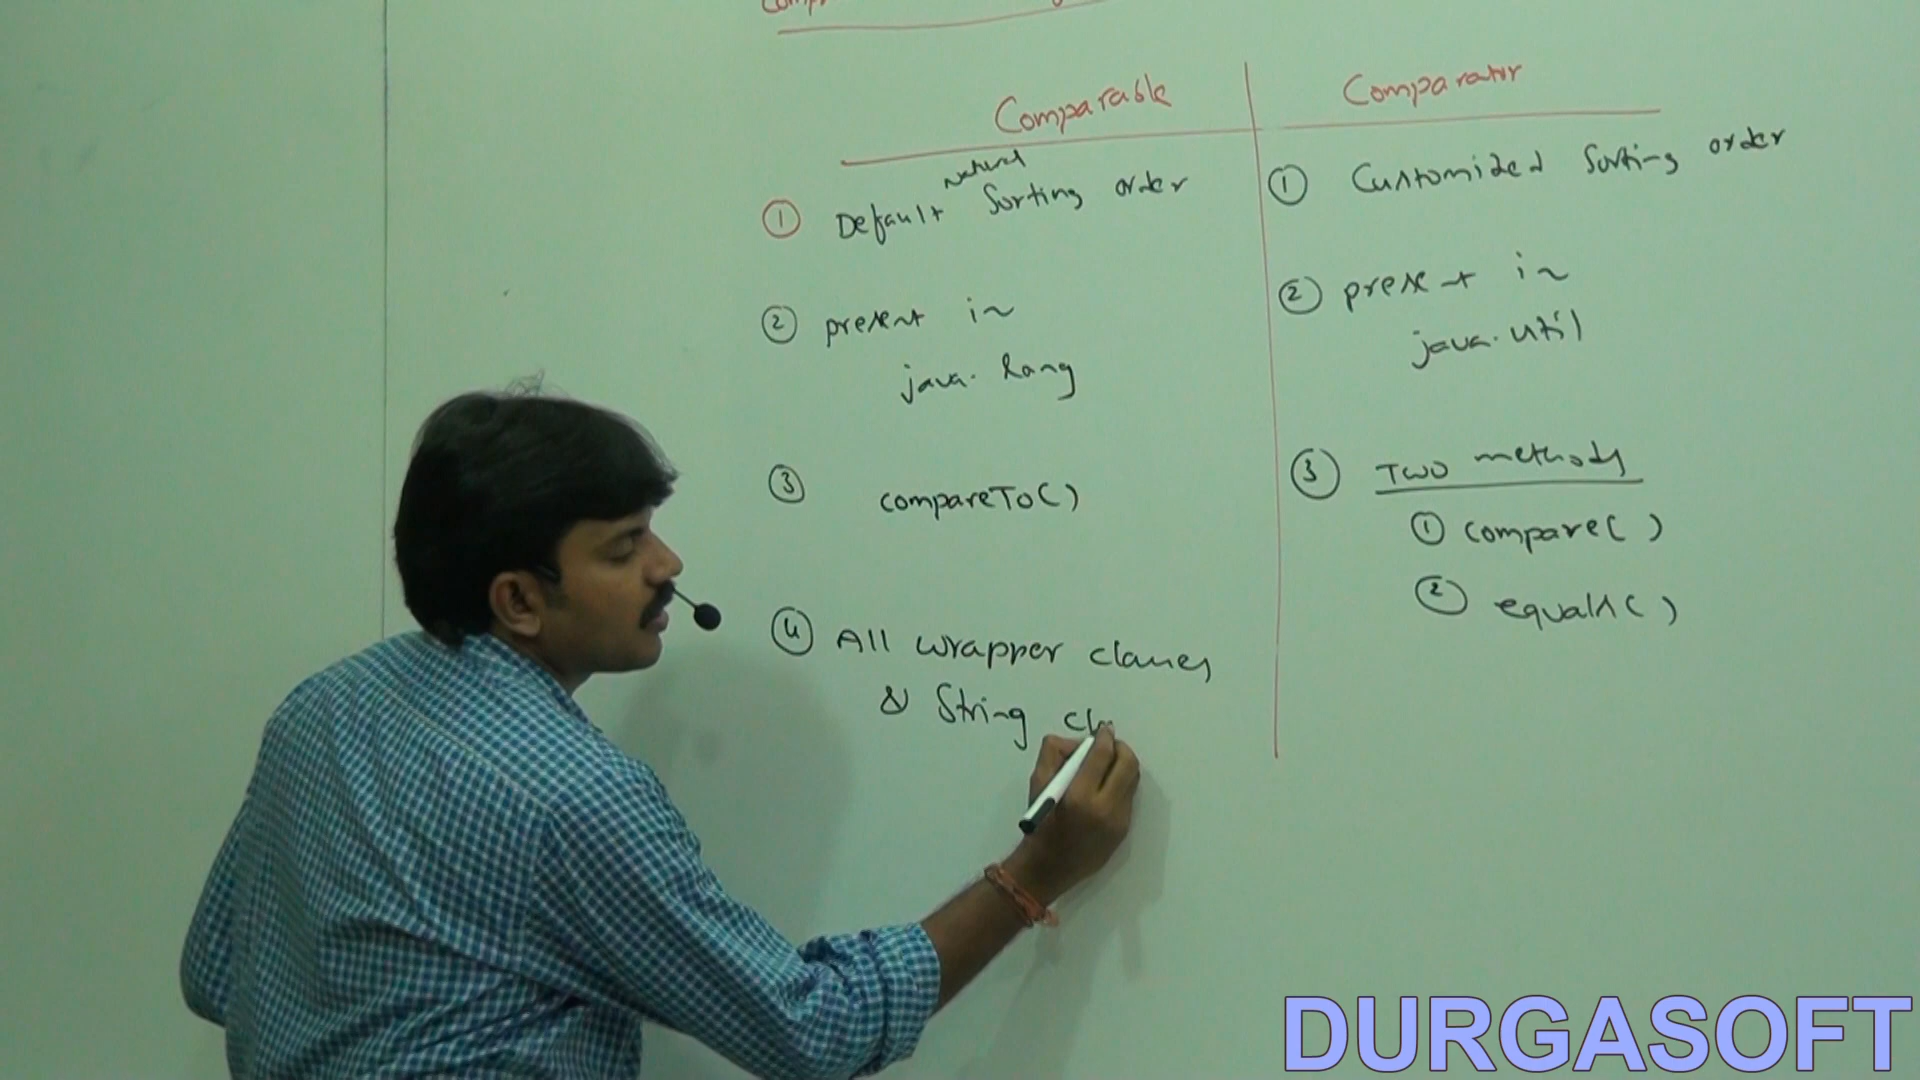 Comparable
Comparator
natural
① Default Sorting order
① Customized Sorting order
② present in
java.lang
② present in
java.util
③ compareTo()
③ Two methods
① compare( )
② equals( )
④ All wrapper classes
& String cl
DURGASOFT